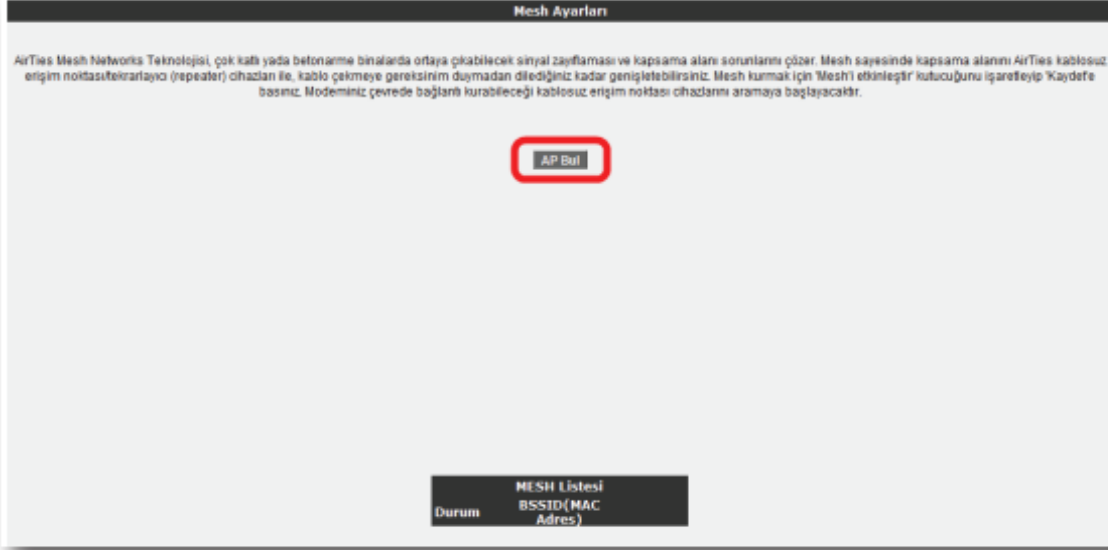 Mesh Ayarları
AirTies Mesh Networks Teknolojisi, çok katlı yada betonarme binalarda ortaya çıkabilecek sinyal zayıflaması ve kapsama alanı sorunlarını çözer. Mesh sayesinde kapsama alanını AirTies kablosuz
erişim noktası/tekrarlayıcı (repeater) cihazları ile, kablo çekmeye gereksinim duymadan dilediğiniz kadar genişletebilirsiniz. Mesh kurmak için 'Mesh'i etkinleştir' kutucuğunu işaretleyip 'Kaydet'e
basınız. Modeminiz çevrede bağlantı kurabileceği kablosuz erişim noktası cihazlarını aramaya başlayacaktır.
AP Bul
MESH Listesi
Durum BSSID(MAC
Adres)